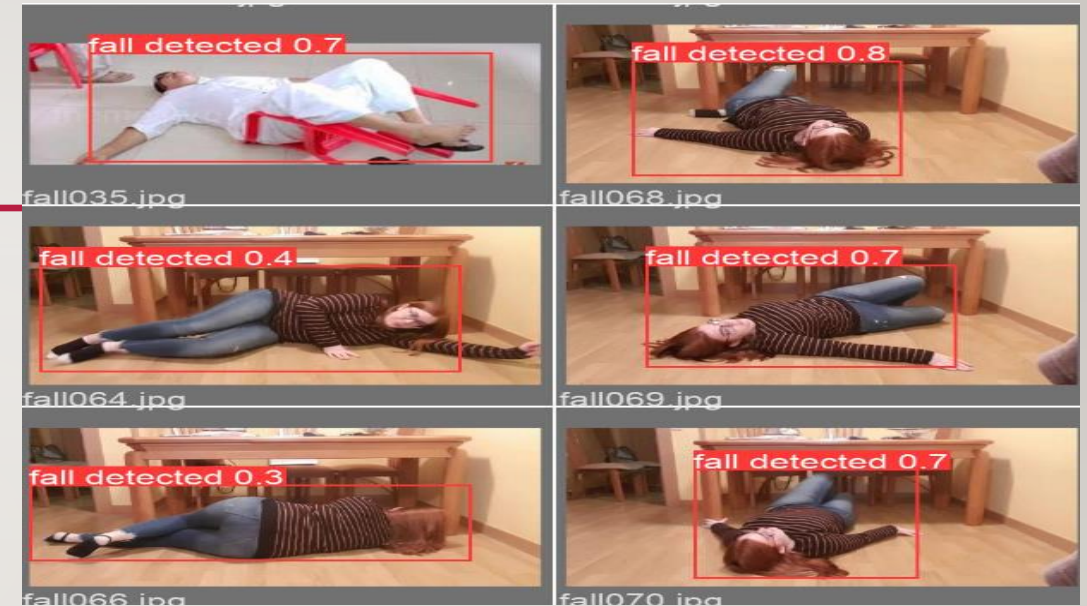 fall detected 0.7
fall detected 0.8
fall035.jpg
fall068.jpg
fall detected 0.4
fall detected 0.7
fall064.jpg
fall069.jpg
fall detected 0.3
fall detected 0.7
fall066.jpg
fall070.jpg